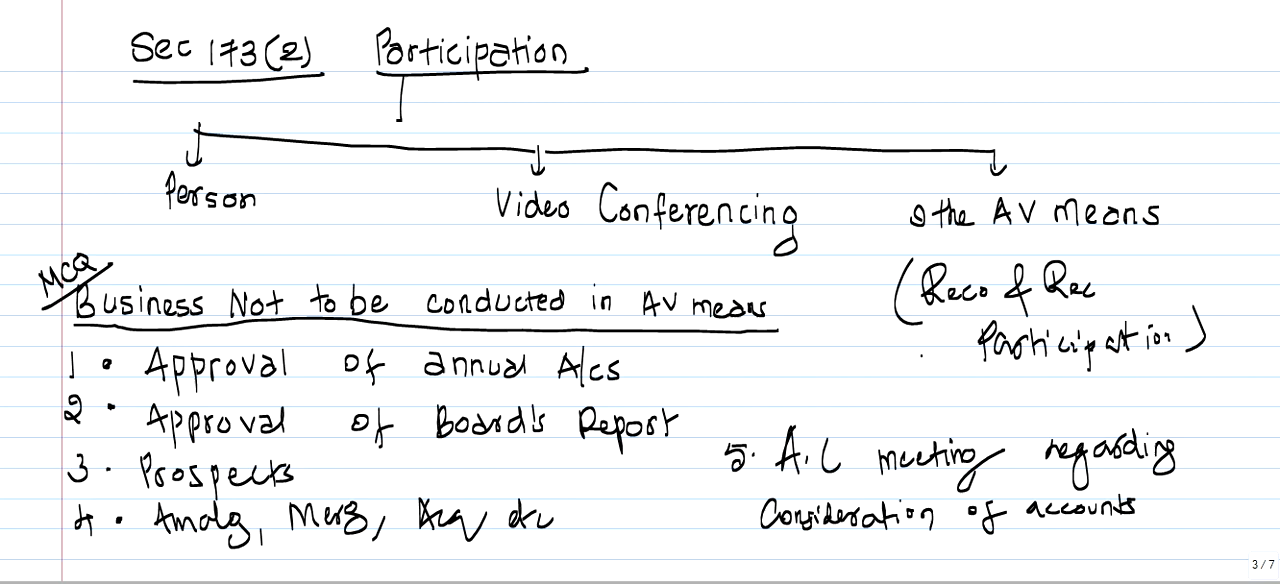 Sec 173(2) Participation
Person
Video Conferencing
Othe AV Means
(Reco & Rec
Participation)
MCQ
Business Not to be conducted in AV means
1. Approval of annual A/cs
2. Approval of Board's Report
3. Prospects
4. Amalg, Merg, Acq etc
5. A.C meeting regarding
Consideration of accounts
3 / 7